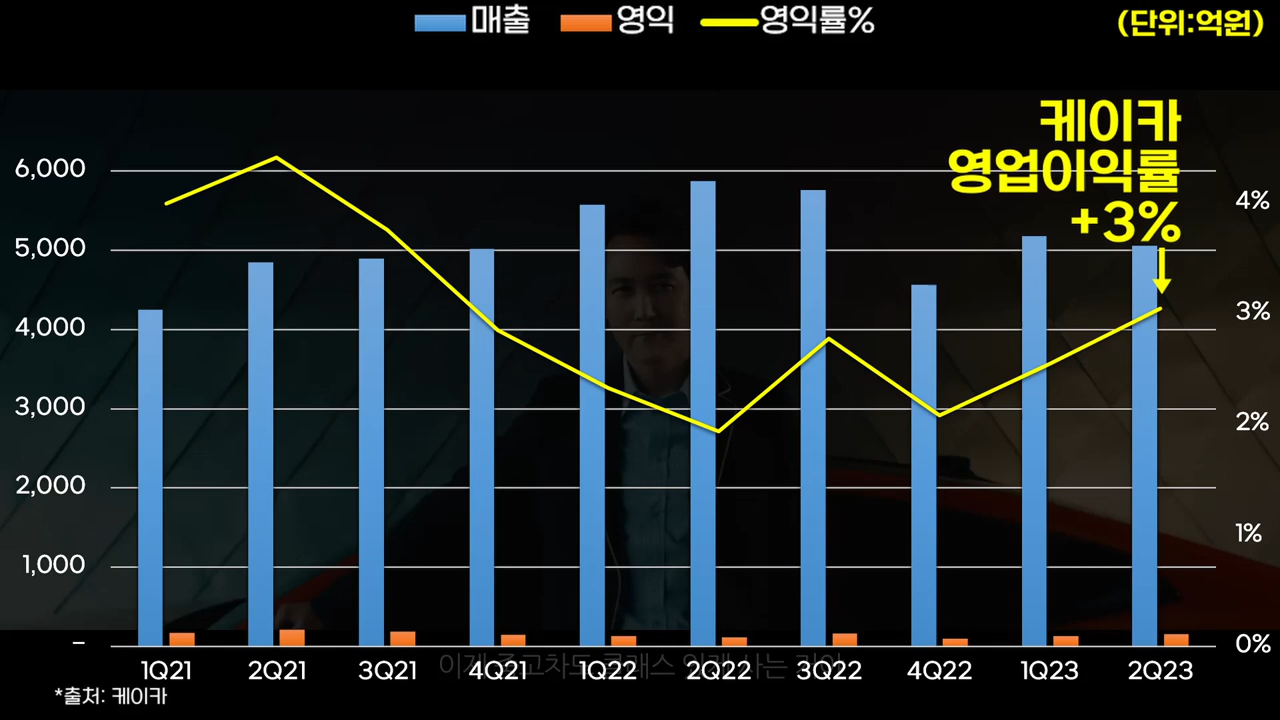 매출 영익 영익률%
(단위:억원)
케이카
영업이익률
+3%
6,000
5,000
4,000
3,000
2,000
1,000
–
4%
3%
2%
1%
0%
1Q21 2Q21 3Q21 4Q21 1Q22 2Q22 3Q22 4Q22 1Q23 2Q23
*출처: 케이카